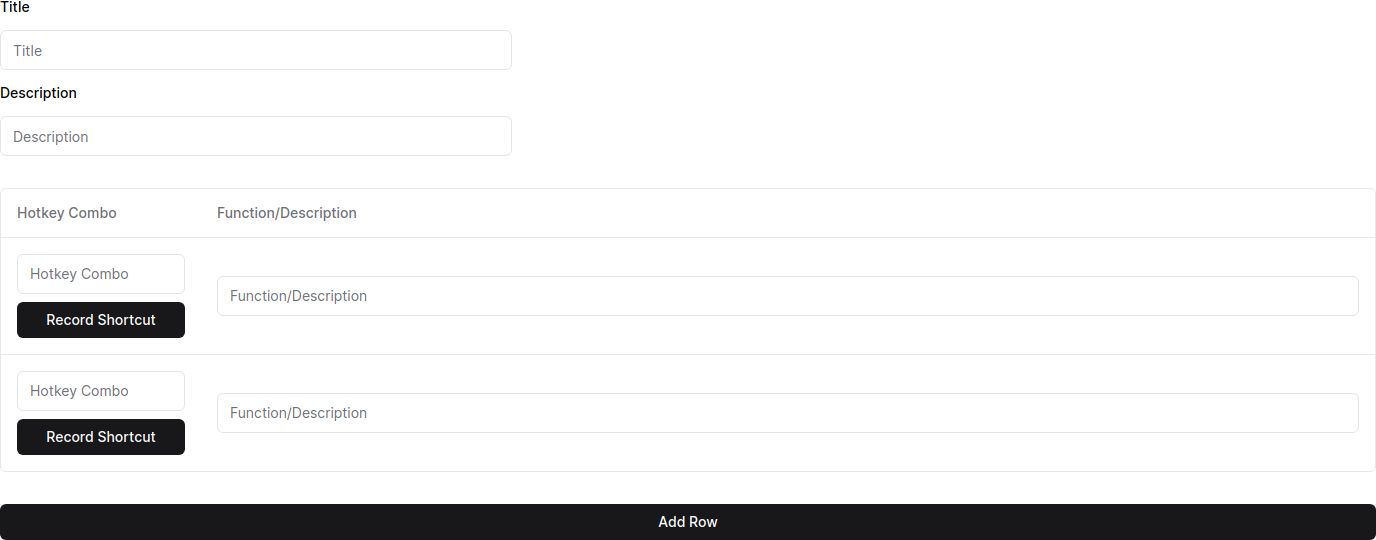 Title
Title
Description
Description
Hotkey Combo Function/Description
Hotkey Combo
Function/Description
Record Shortcut
Hotkey Combo
Function/Description
Record Shortcut
Add Row